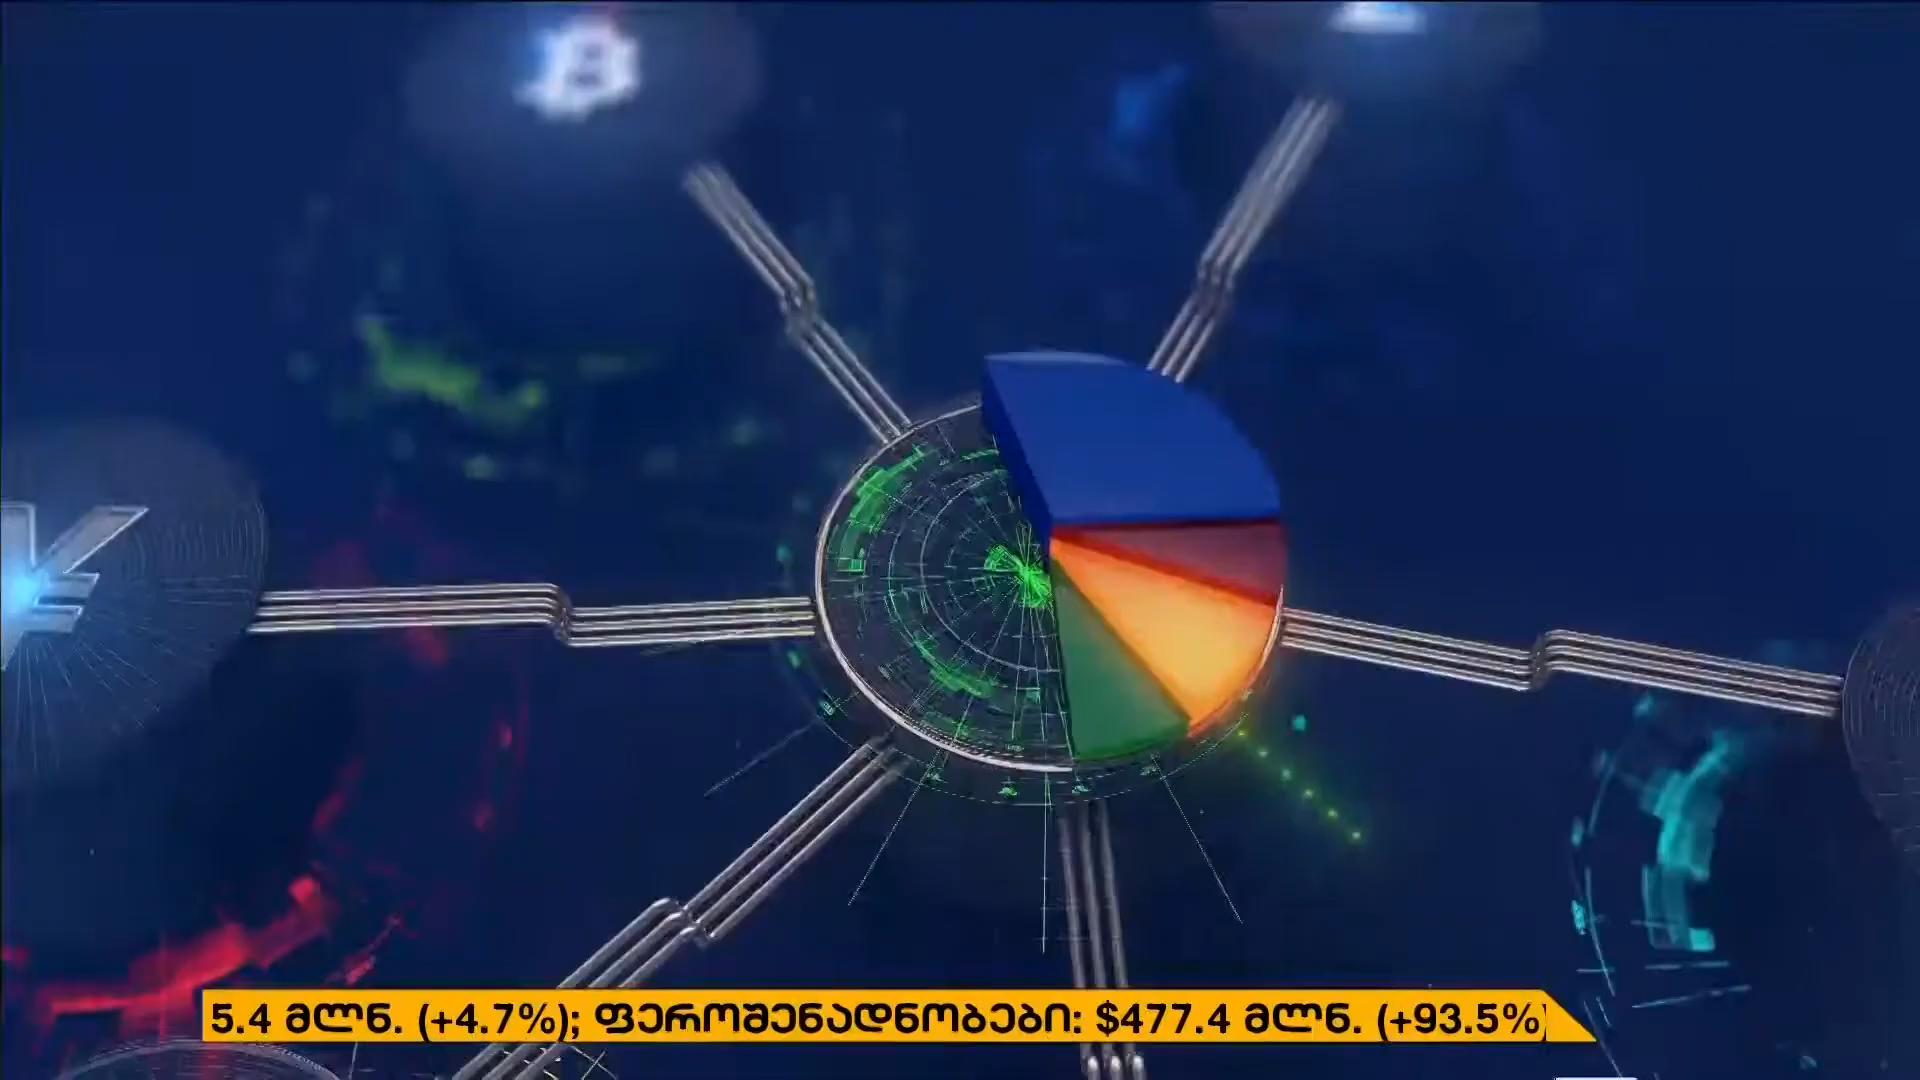 5.4 მლნ. (+4.7%); ფეროშენადნობები: $477.4 მლნ. (+93.5%)